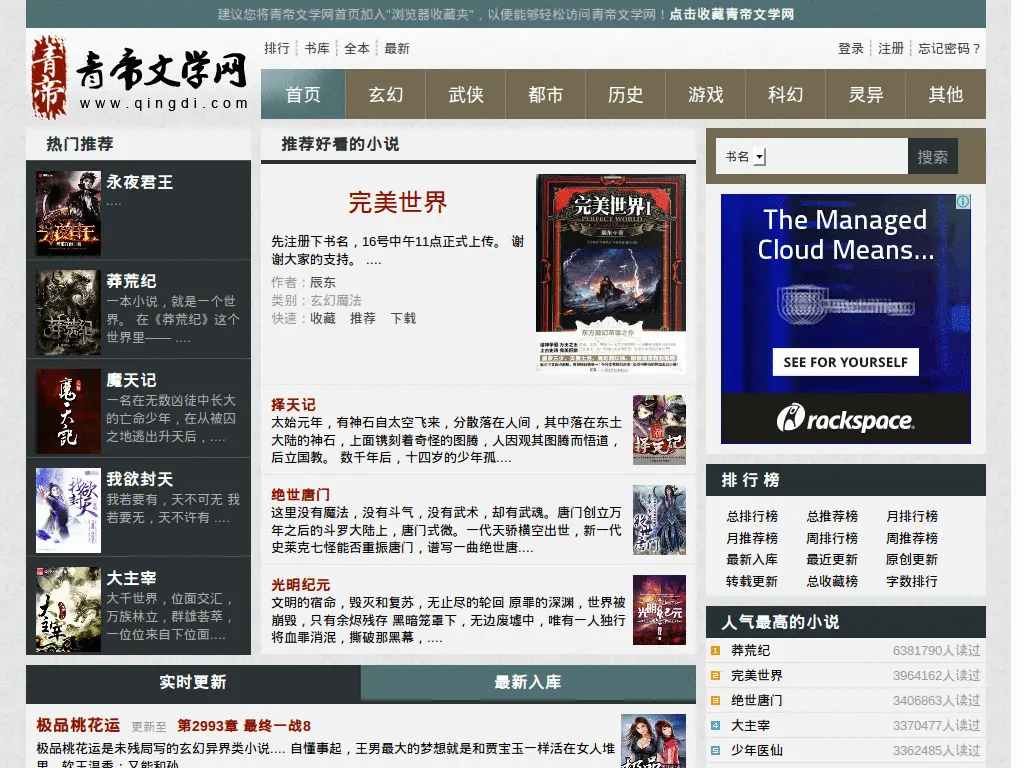 建议您将青帝文学网首页加入"浏览器收藏夹"，以便能够轻松访问青帝文学网！点击收藏青帝文学网
青帝
青帝文学网
www.qingdi.com
排行 书库 全本 最新
登录 注册 忘记密码？
首页 玄幻 武侠 都市 历史 游戏 科幻 灵异 其他
热门推荐
永夜君王
....
莽荒纪
一本小说，就是一个世
界。 在《莽荒纪》这个
世界里—— ....
魔天记
一名在无数凶徒中长大
的亡命少年，在从被囚
之地逃出升天后，....
我欲封天
我若要有，天不可无 我
若要无，天不许有 ....
大主宰
大千世界，位面交汇，
万族林立，群雄荟萃，
一位位来自下位面....
推荐好看的小说
完美世界
先注册下书名，16号中午11点正式上传。 谢
谢大家的支持。 ....
作者：辰东
类别：玄幻魔法
快速：收藏 推荐 下载
完美世界1
PERFECT WORLD
东方魔幻草尊之作
择天记
太始元年，有神石自太空飞来，分散落在人间，其中落在东土
大陆的神石，上面镌刻着奇怪的图腾，人因观其图腾而悟道，
后立国教。 数千年后，十四岁的少年孤....
择天记
绝世唐门
这里没有魔法，没有斗气，没有武术，却有武魂。唐门创立万
年之后的斗罗大陆上，唐门式微。一代天骄横空出世，新一代
史莱克七怪能否重振唐门，谱写一曲绝世唐....
光明纪元
文明的宿命，毁灭和复苏，无止尽的轮回 原罪的深渊，世界被
崩毁，只有余烬残存 黑暗笼罩下，无边废墟中，唯有一人独行
将血罪消泯，撕破那黑幕，....
光明纪元
书名 搜索
The Managed
Cloud Means...
SEE FOR YOURSELF
rackspace
排行榜
总排行榜 总推荐榜 月排行榜
月推荐榜 周排行榜 周推荐榜
最新入库 最近更新 原创更新
转载更新 总收藏榜 字数排行
人气最高的小说
1 莽荒纪 6381790人读过
2 完美世界 3964162人读过
3 绝世唐门 3406863人读过
4 大主宰 3370477人读过
5 少年医仙 3362485人读过
实时更新 最新入库
极品桃花运 更新至 第2993章 最终一战8
极品桃花运是未残局写的玄幻异界类小说.... 自懂事起，王男最大的梦想就是和贾宝玉一样活在女人堆